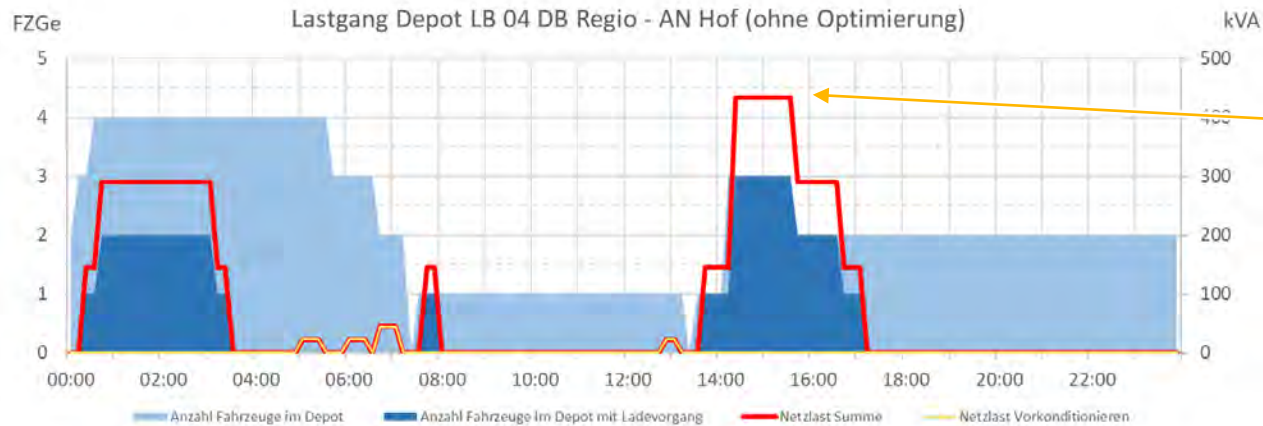 Lastgang Depot LB 04 DB Regio - AN Hof (ohne Optimierung)
FZGe
kVA
5
500
4
400
3
300
2
200
1
100
0
0
00:00 02:00 04:00 06:00 08:00 10:00 12:00 14:00 16:00 18:00 20:00 22:00
Anzahl Fahrzeuge im Depot Anzahl Fahrzeuge im Depot mit Ladevorgang Netzlast Summe Netzlast Vorkonditionieren